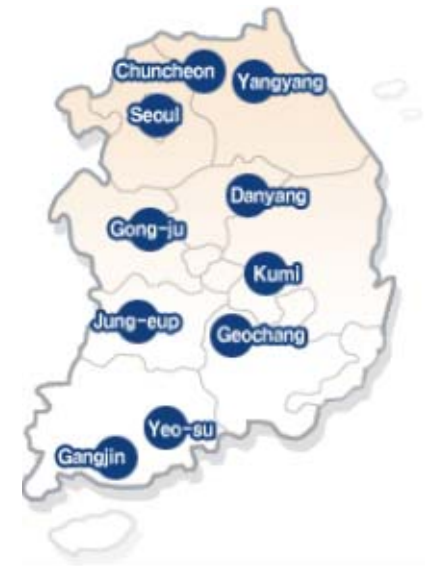 Chuncheon
Yangyang
Seoul
Danyang
Gong-ju
Kumi
Jung-eup
Geochang
Yeo-su
Gangjin